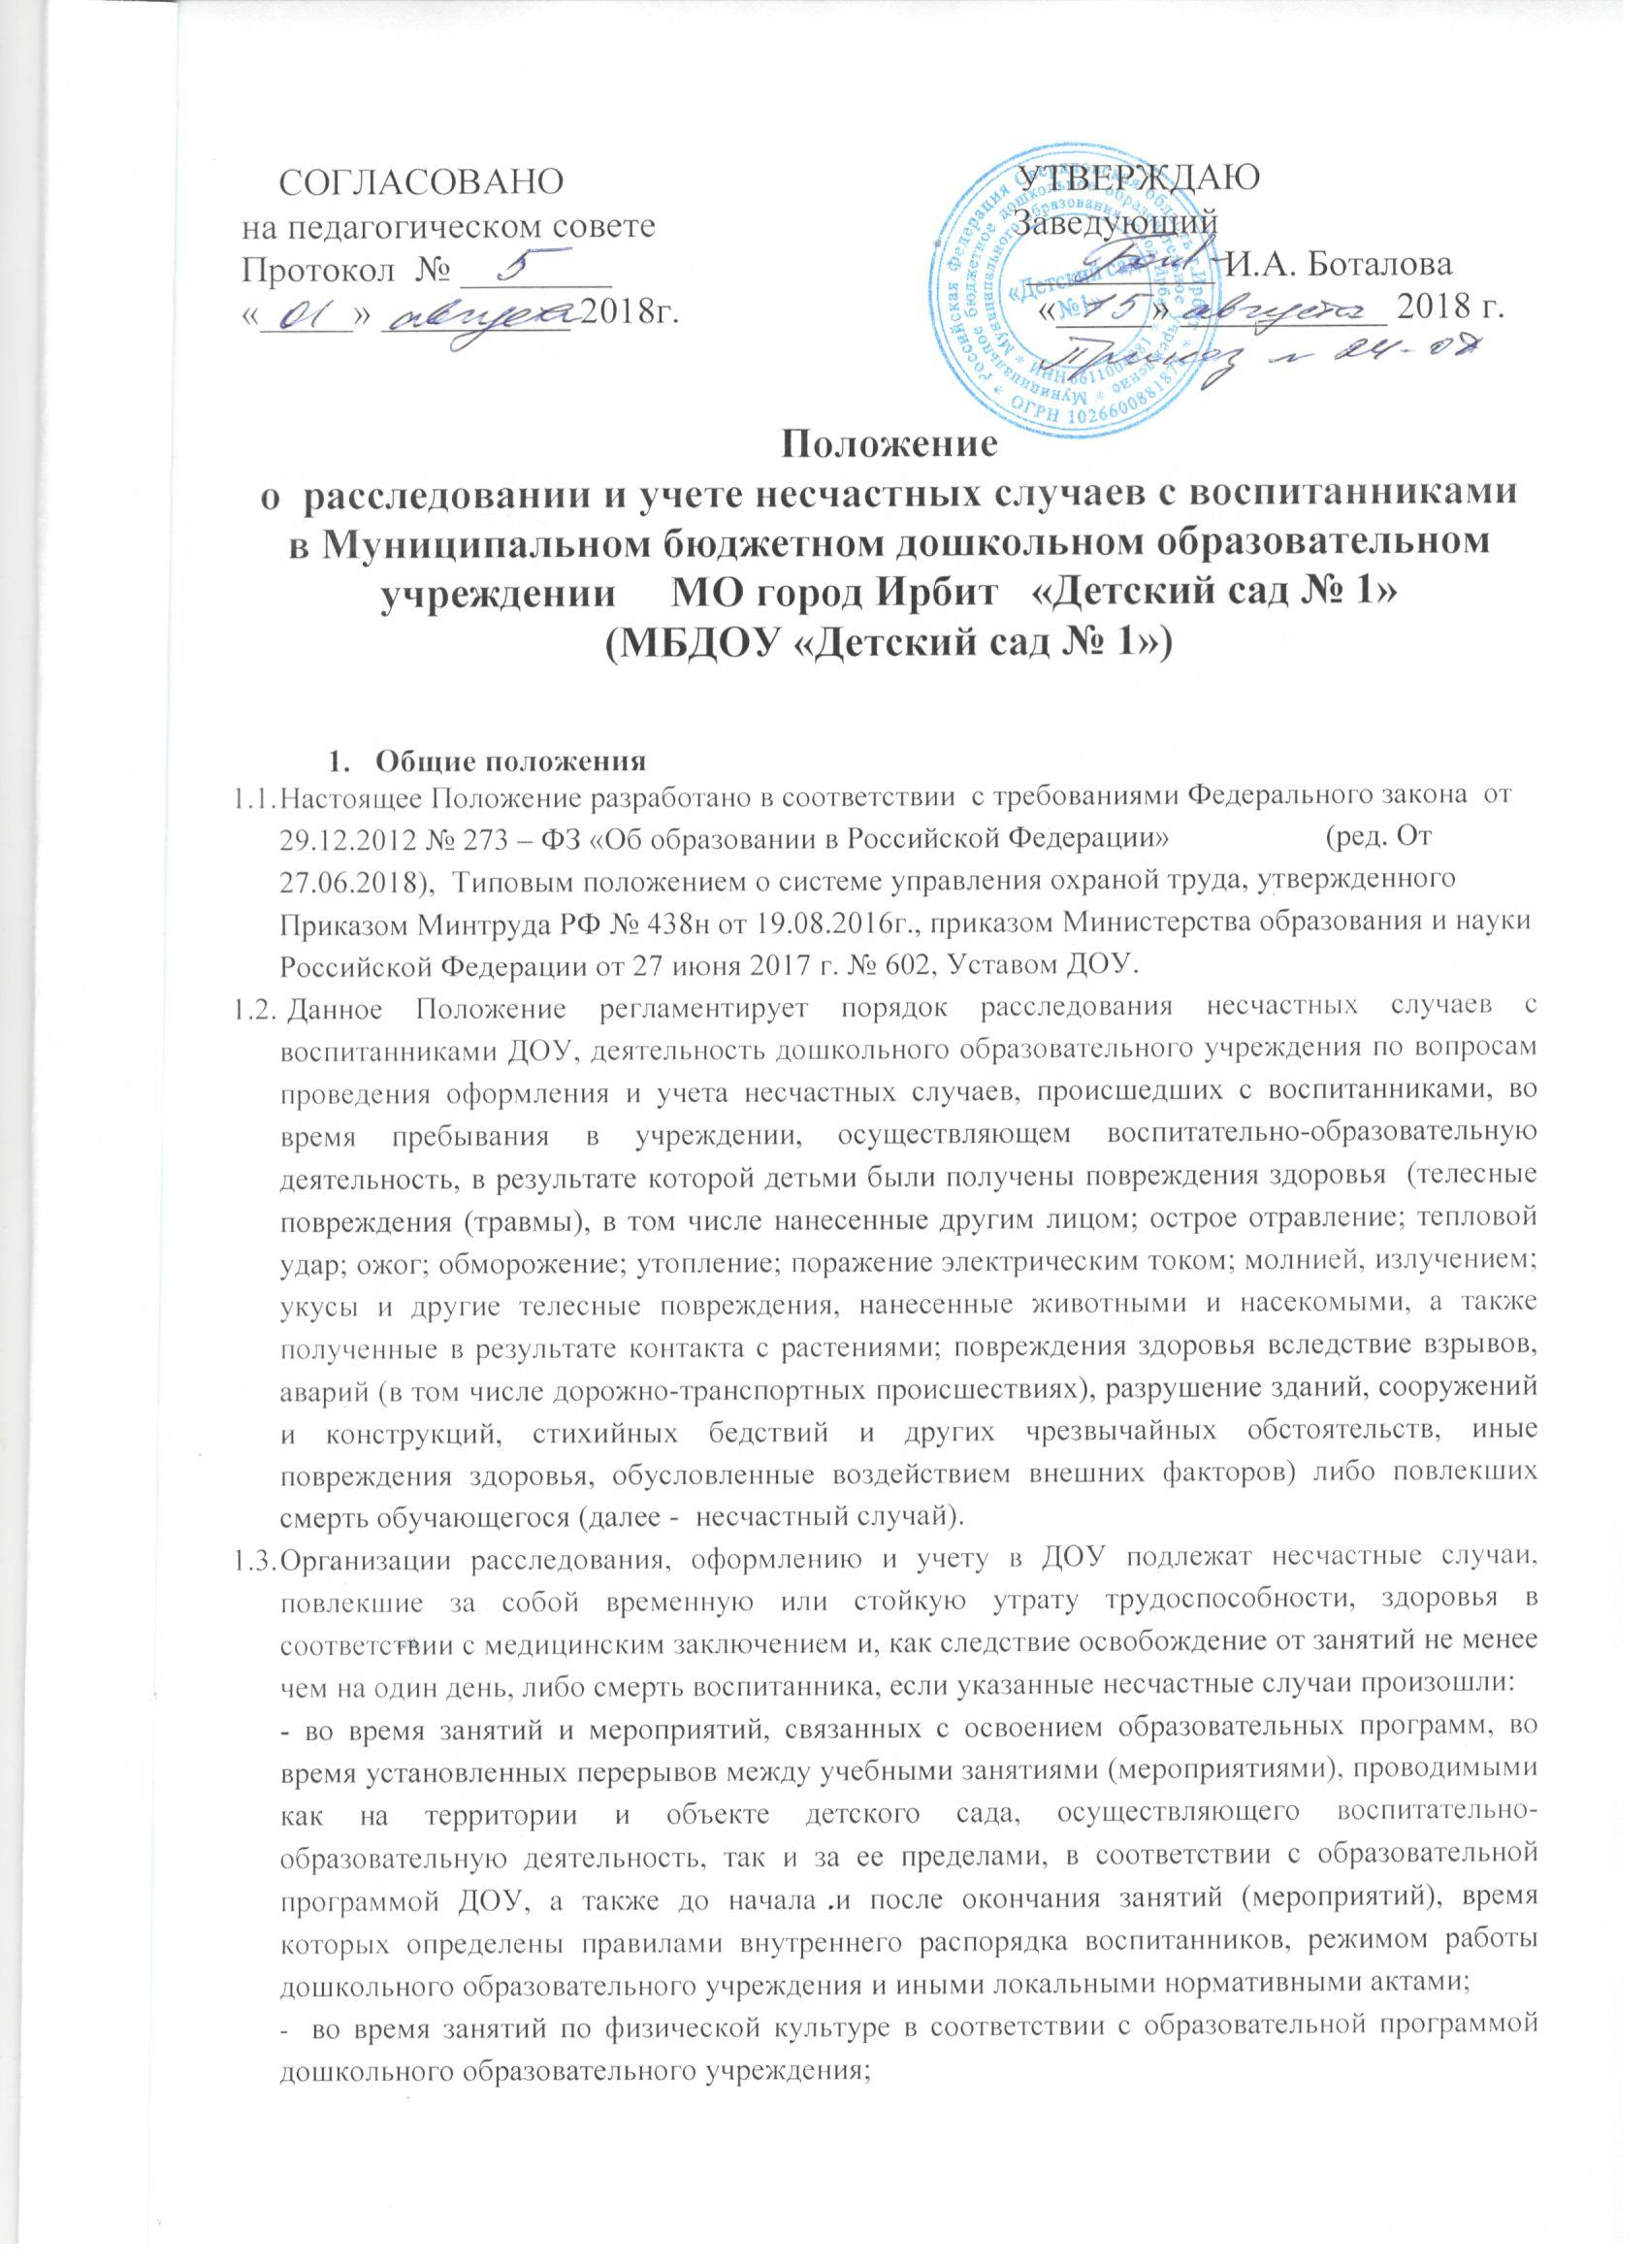 СОГЛАСОВАНО
на педагогическом совете
Протокол № 5
«01» августа 2018г.
УТВЕРЖДАЮ
Заведующий
И.А. Боталова
«15» августа 2018 г.
Приказ № 24-од
Российская Федерация Свердловская область г. Ирбит
ОГРН 1026600881878
«Детский сад №1»
Положение
о расследовании и учете несчастных случаев с воспитанниками
в Муниципальном бюджетном дошкольном образовательном
учреждении МО город Ирбит «Детский сад № 1»
(МБДОУ «Детский сад № 1»)
1. Общие положения
1.1.Настоящее Положение разработано в соответствии с требованиями Федерального закона от
29.12.2012 № 273 – ФЗ «Об образовании в Российской Федерации» (ред. От
27.06.2018), Типовым положением о системе управления охраной труда, утвержденного
Приказом Минтруда РФ № 438н от 19.08.2016г., приказом Министерства образования и науки
Российской Федерации от 27 июня 2017 г. № 602, Уставом ДОУ.
1.2. Данное Положение регламентирует порядок расследования несчастных случаев с
воспитанниками ДОУ, деятельность дошкольного образовательного учреждения по вопросам
проведения оформления и учета несчастных случаев, происшедших с воспитанниками, во
время пребывания в учреждении, осуществляющем воспитательно-образовательную
деятельность, в результате которой детьми были получены повреждения здоровья (телесные
повреждения (травмы), в том числе нанесенные другим лицом; острое отравление; тепловой
удар; ожог; обморожение; утопление; поражение электрическим током; молнией, излучением;
укусы и другие телесные повреждения, нанесенные животными и насекомыми, а также
полученные в результате контакта с растениями; повреждения здоровья вследствие взрывов,
аварий (в том числе дорожно-транспортных происшествиях), разрушение зданий, сооружений
и конструкций, стихийных бедствий и других чрезвычайных обстоятельств, иные
повреждения здоровья, обусловленные воздействием внешних факторов) либо повлекших
смерть обучающегося (далее - несчастный случай).
1.3.Организации расследования, оформлению и учету в ДОУ подлежат несчастные случаи,
повлекшие за собой временную или стойкую утрату трудоспособности, здоровья в
соответствии с медицинским заключением и, как следствие освобождение от занятий не менее
чем на один день, либо смерть воспитанника, если указанные несчастные случаи произошли:
- во время занятий и мероприятий, связанных с освоением образовательных программ, во
время установленных перерывов между учебными занятиями (мероприятиями), проводимыми
как на территории и объекте детского сада, осуществляющего воспитательно-
образовательную деятельность, так и за ее пределами, в соответствии с образовательной
программой ДОУ, а также до начала и после окончания занятий (мероприятий), время
которых определены правилами внутреннего распорядка воспитанников, режимом работы
дошкольного образовательного учреждения и иными локальными нормативными актами;
- во время занятий по физической культуре в соответствии с образовательной программой
дошкольного образовательного учреждения;